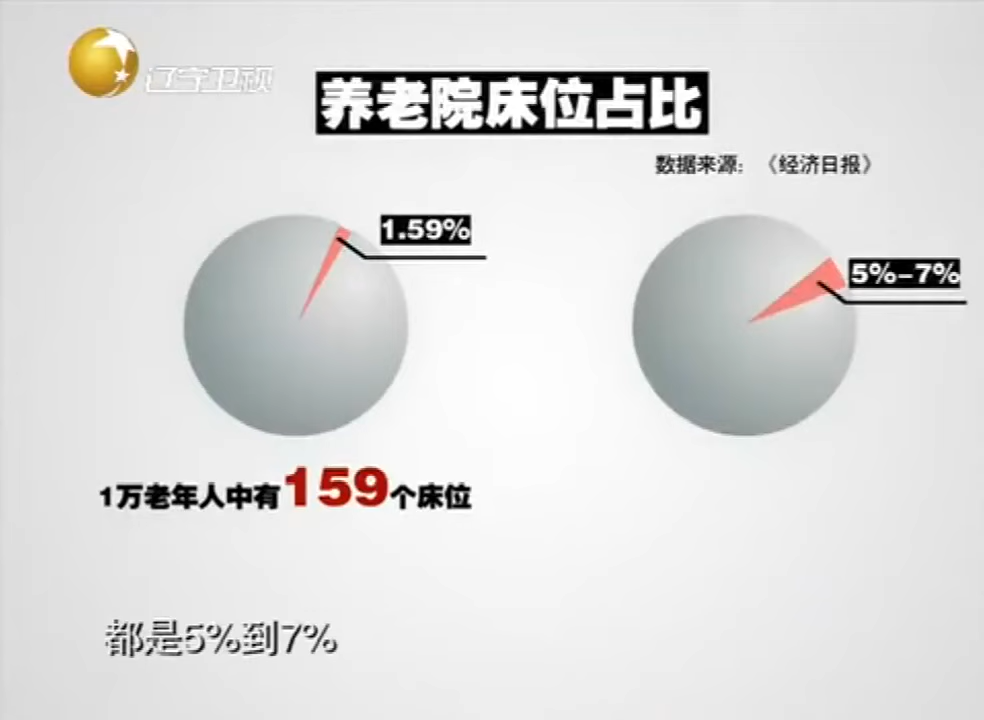 辽宁卫视
养老院床位占比
数据来源：《经济日报》
1.59%
5%-7%
1万老年人中有159个床位
都是5%到7%